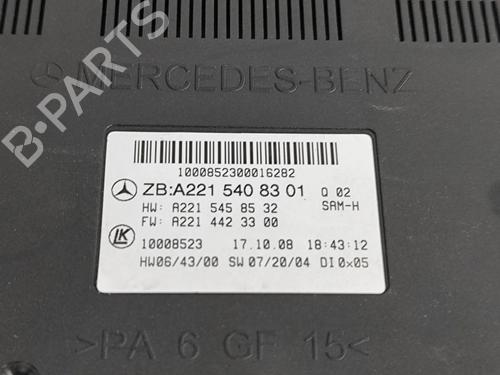 B-PARTS
MERCEDES-BENZ
1000852300016282
ZB:A221 540 83 01 Q 02
HW: A221 545 85 32 SAM-H
FW: A221 442 33 00
LK 10008523 17.10.08 18:43:12
HW06/43/00 SW07/20/04 DI0x05
>PA 6 GF 15<